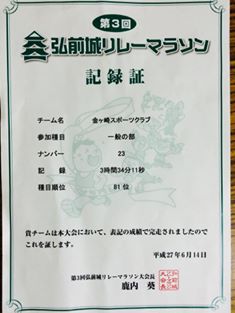 第3回
弘前城リレーマラソン
記録証
チーム名 金ヶ崎スポーツクラブ
参加種目 一般の部
ナンバー 23
記録 3時間34分11秒
種目順位 81位
貴チームは本大会において、表記の成績で完走されましたので
これを証します。
平成27年6月14日
第3回弘前城リレーマラソン大会長
鹿内 葵